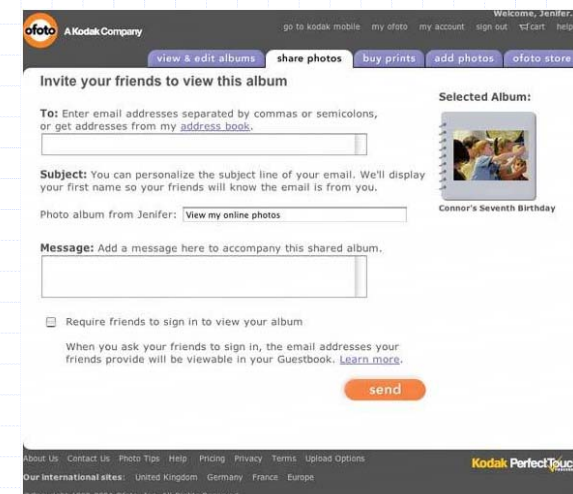 Welcome, Jenifer.
ofoto A Kodak Company
go to kodak mobile my ofoto my account sign out cart help
view & edit albums share photos buy prints add photos ofoto store
Invite your friends to view this album
To: Enter email addresses separated by commas or semicolons,
or get addresses from my address book.
Subject: You can personalize the subject line of your email. We'll display
your first name so your friends will know the email is from
you.
Photo album from Jenifer: View my online photos
Message: Add a message here to accompany this shared album.
Require friends to sign in to view your album
When you ask your friends to sign in, the email addresses your
friends provide will be viewable in your Guestbook. Learn more.
send
Selected Album:
Connor's Seventh Birthday
About Us Contact Us Photo Tips Help Pricing Privacy Terms Upload Options
Kodak PerfectTouc
Our international sites: United Kingdom Germany France Europe